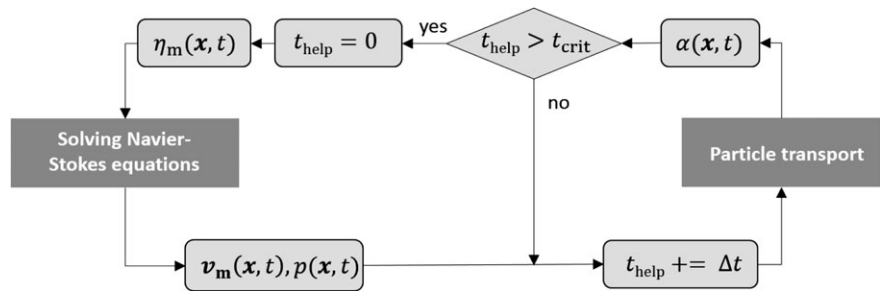 η_m(𝒙, t)
t_help = 0
yes
t_help > t_crit
α(𝒙, t)
no
Solving Navier-
Stokes equations
Particle transport
𝒗_m(𝒙, t), p(𝒙, t)
t_help += Δt